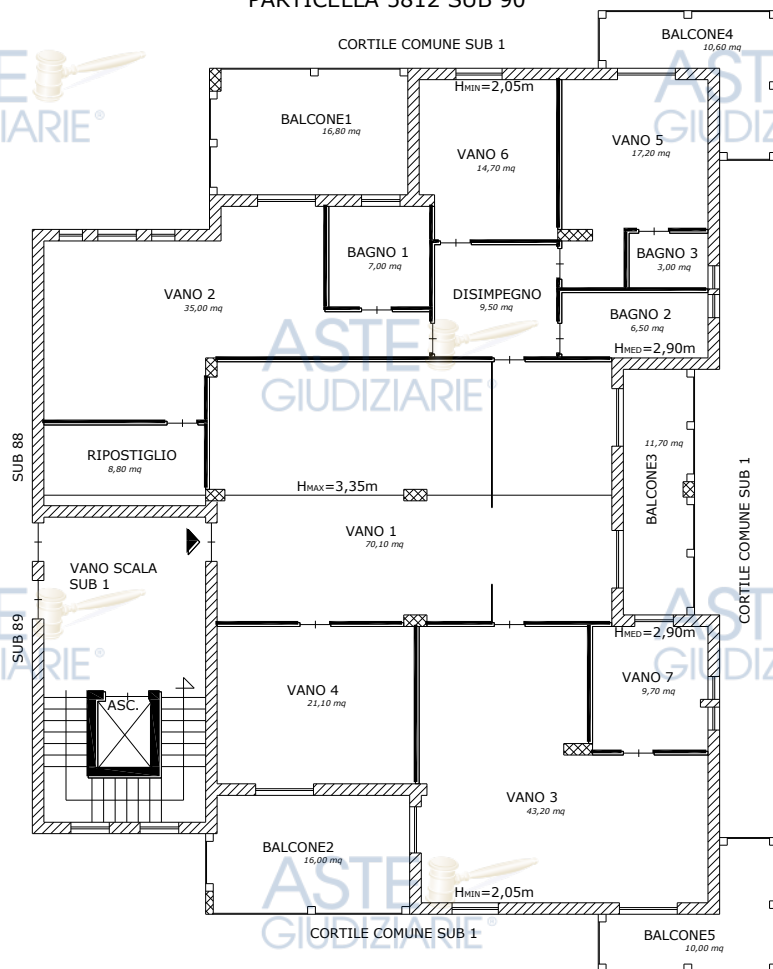 PARTICELLA 5812 SUB 90
BALCONE4
10,60 mq
CORTILE COMUNE SUB 1
HMIN=2,05m
BALCONE1
16,80 mq
VANO 6
14,70 mq
VANO 5
17,20 mq
BAGNO 1
7,00 mq
BAGNO 3
3,00 mq
VANO 2
35,00 mq
DISIMPEGNO
9,50 mq
BAGNO 2
6,50 mq
HMED=2,90m
ASTE
GIUDIZIARIE®
SUB 88
RIPOSTIGLIO
8,80 mq
11,70 mq
BALCONE3
HMAX=3,35m
VANO 1
70,10 mq
CORTILE COMUNE SUB 1
VANO SCALA
SUB 1
SUB 89
HMED=2,90m
VANO 4
21,10 mq
VANO 7
9,70 mq
ASC.
VANO 3
43,20 mq
BALCONE2
16,00 mq
HMIN=2,05m
ASTE
GIUDIZIARIE®
CORTILE COMUNE SUB 1
BALCONE5
10,00 mq